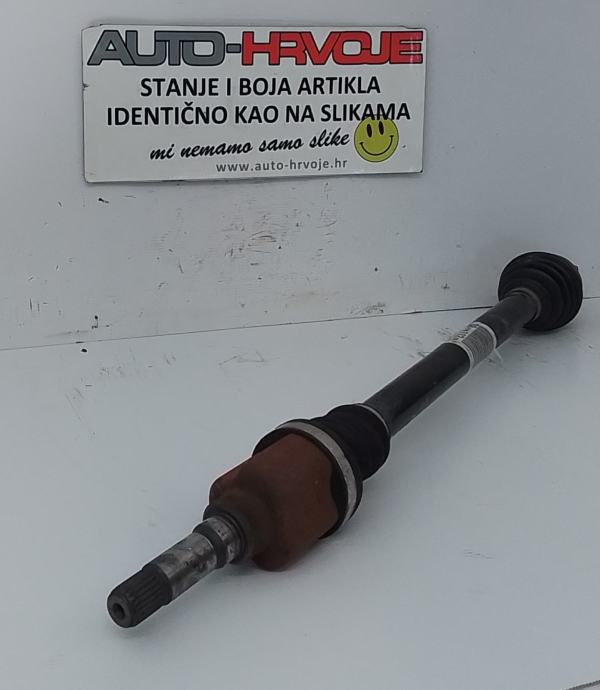 AUTO-HRVOJE
STANJE I BOJA ARTIKLA
IDENTIČNO KAO NA SLIKAMA
mi nemamo samo slike
www.auto-hrvoje.hr